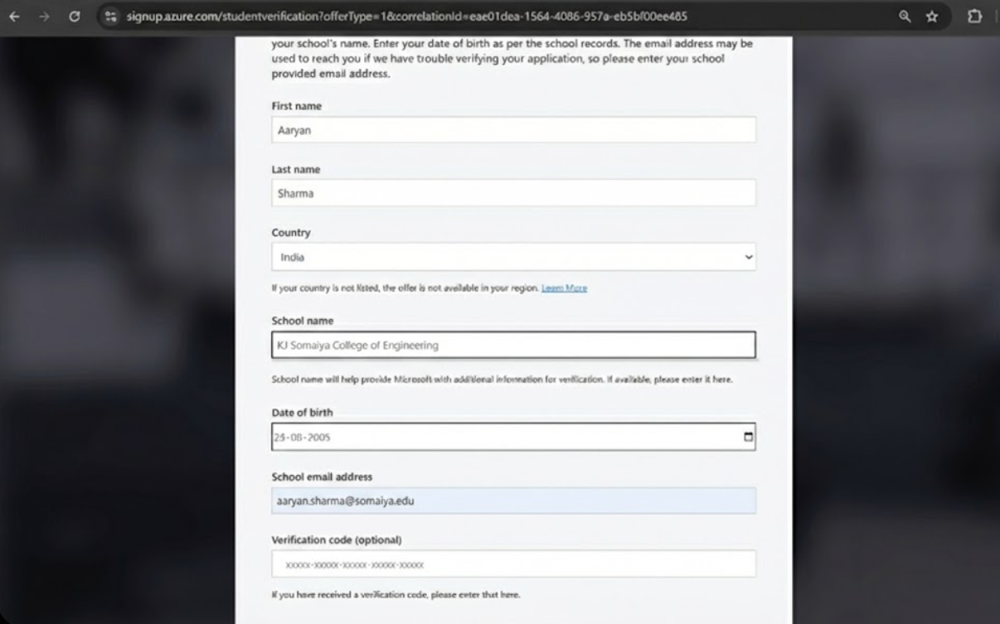 signup.azure.com/studentverification?offerType=1&correlationId=eae01dea-1564-4086-957a-eb5bf00ee485
your school's name. Enter your date of birth as per the school records. The email address may be
used to reach you if we have trouble verifying your application, so please enter your school
provided email address.
First name
Aaryan
Last name
Sharma
Country
India
If your country is not listed, the offer is not available in your region. Learn More
School name
KJ Somaiya College of Engineering
School name will help provide Microsoft with additional information for verification. If available, please enter it here.
Date of birth
-08-2005
School email address
aaryan.sharma@somaiya.edu
Verification code (optional)
xxxxx-xxxxx-xxxxx-xxxxx-xxxxx
If you have received a verification code, please enter that here.